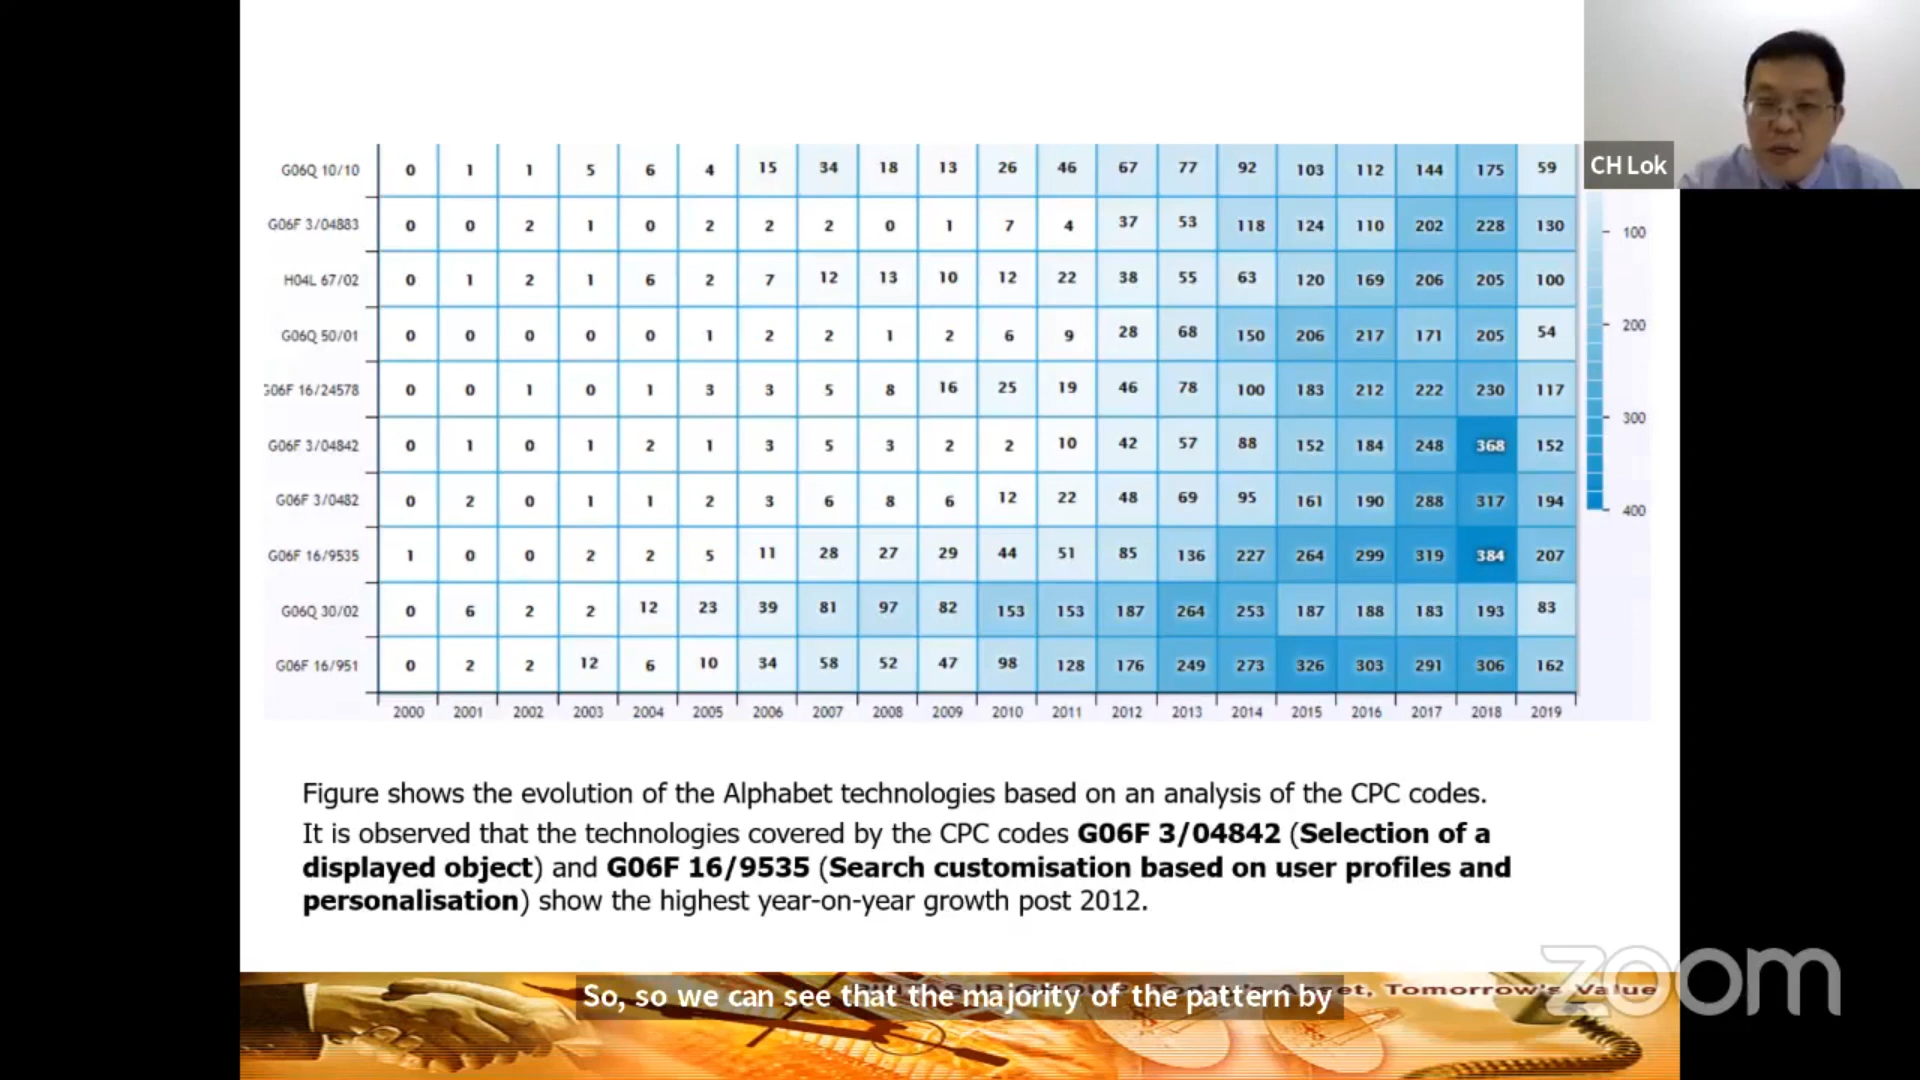 G06Q 10/10 0 1 1 5 6 4 15 34 18 13 26 46 67 77 92 103 112 144 175 59
CH Lok
G06F 3/04883 0 0 2 1 0 2 2 2 0 1 7 4 37 53 118 124 110 202 228 130
100
H04L 67/02 0 1 2 1 6 2 7 12 13 10 12 22 38 55 63 120 169 206 205 100
G06Q 50/01 0 0 0 0 0 1 2 2 1 2 6 9 28 68 150 206 217 171 205 54
200
G06F 16/24578 0 0 1 0 1 3 3 5 8 16 25 19 46 78 100 183 212 222 230 117
300
G06F 3/04842 0 1 0 1 2 1 3 5 3 2 2 10 42 57 88 152 184 248 368 152
G06F 3/0482 0 2 0 1 1 2 3 6 8 6 12 22 48 69 95 161 190 288 317 194
400
G06F 16/9535 1 0 0 2 2 5 11 28 27 29 44 51 85 136 227 264 299 319 384 207
G06Q 30/02 0 6 2 2 12 23 39 81 97 82 153 153 187 264 253 187 188 183 193 83
G06F 16/951 0 2 2 12 6 10 34 58 52 47 98 128 176 249 273 326 303 291 306 162
2000 2001 2002 2003 2004 2005 2006 2007 2008 2009 2010 2011 2012 2013 2014 2015 2016 2017 2018 2019
Figure shows the evolution of the Alphabet technologies based on an analysis of the CPC codes.
It is observed that the technologies covered by the CPC codes G06F 3/04842 (Selection of a
displayed object) and G06F 16/9535 (Search customisation based on user profiles and
personalisation) show the highest year-on-year growth post 2012.
So, so we can see that the majority of the pattern by
Tomorrow's Value
zoom